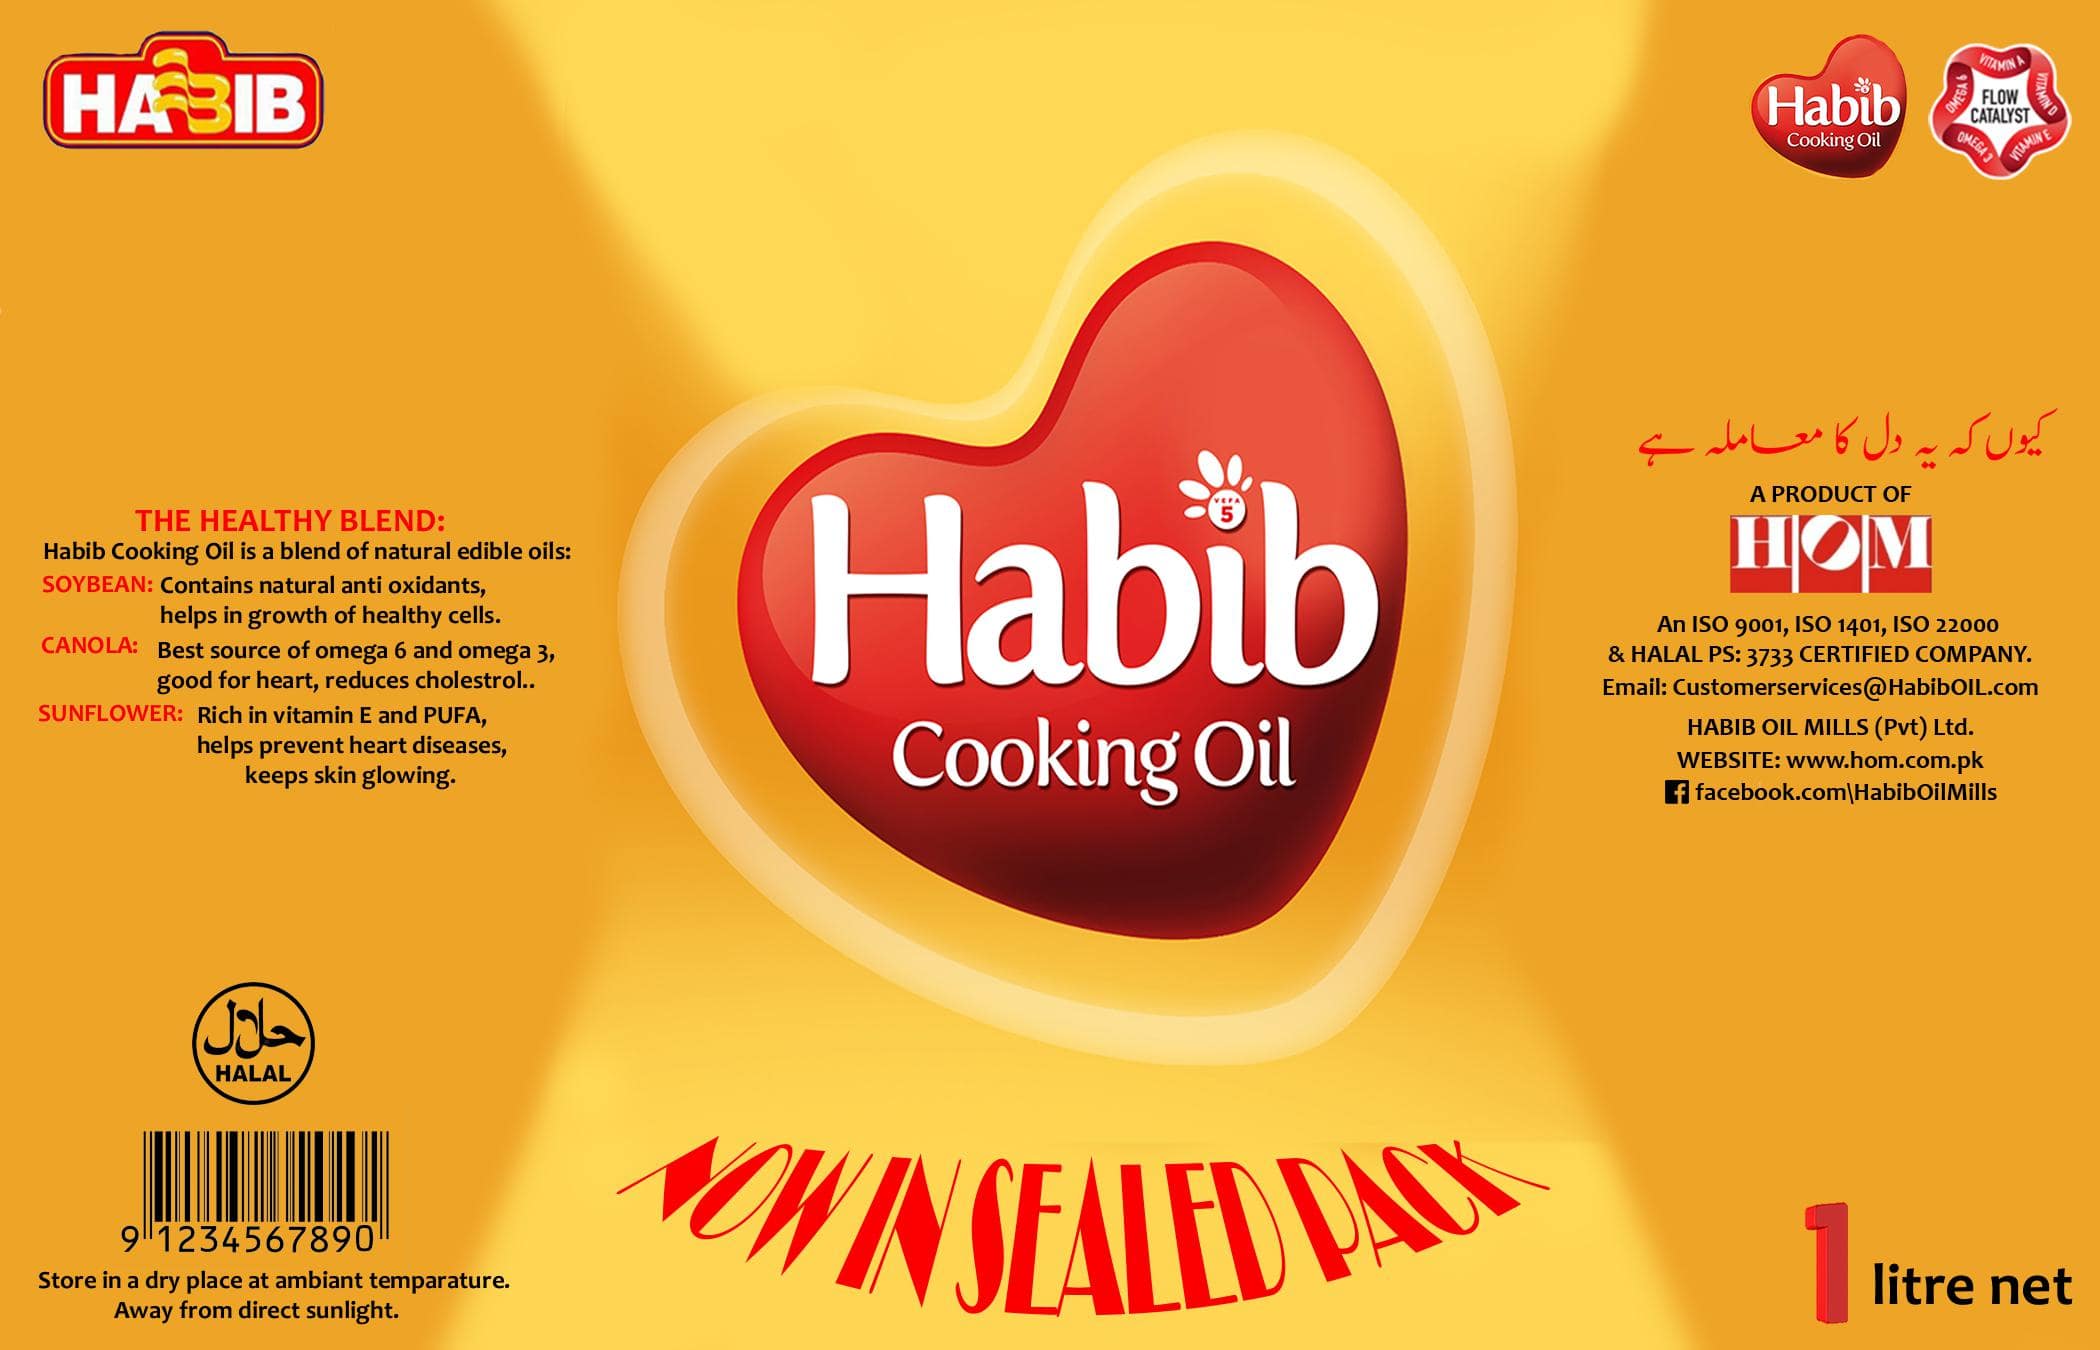 HABIB
THE HEALTHY BLEND:
Habib Cooking Oil is a blend of natural edible oils:
SOYBEAN: Contains natural anti oxidants,
helps in growth of healthy cells.
CANOLA: Best source of omega 6 and omega 3,
good for heart, reduces cholestrol..
SUNFLOWER: Rich in vitamin E and PUFA,
helps prevent heart diseases,
keeps skin glowing.
حلال
HALAL
9 1234567890
Store in a dry place at ambiant temparature.
Away from direct sunlight.
VEFA
5
Habib
Cooking Oil
NOW IN SEALED PACK
Habib
Cooking Oil
VITAMIN A
VITAMIN D
VITAMIN E
OMEGA 3
OMEGA 6
FLOW
CATALYST
کیوں کہ یہ دل کا معاملہ ہے
A PRODUCT OF
HOM
An ISO 9001, ISO 1401, ISO 22000
& HALAL PS: 3733 CERTIFIED COMPANY.
Email: Customerservices@HabibOIL.com
HABIB OIL MILLS (Pvt) Ltd.
WEBSITE: www.hom.com.pk
facebook.com\HabibOilMills
1 litre net